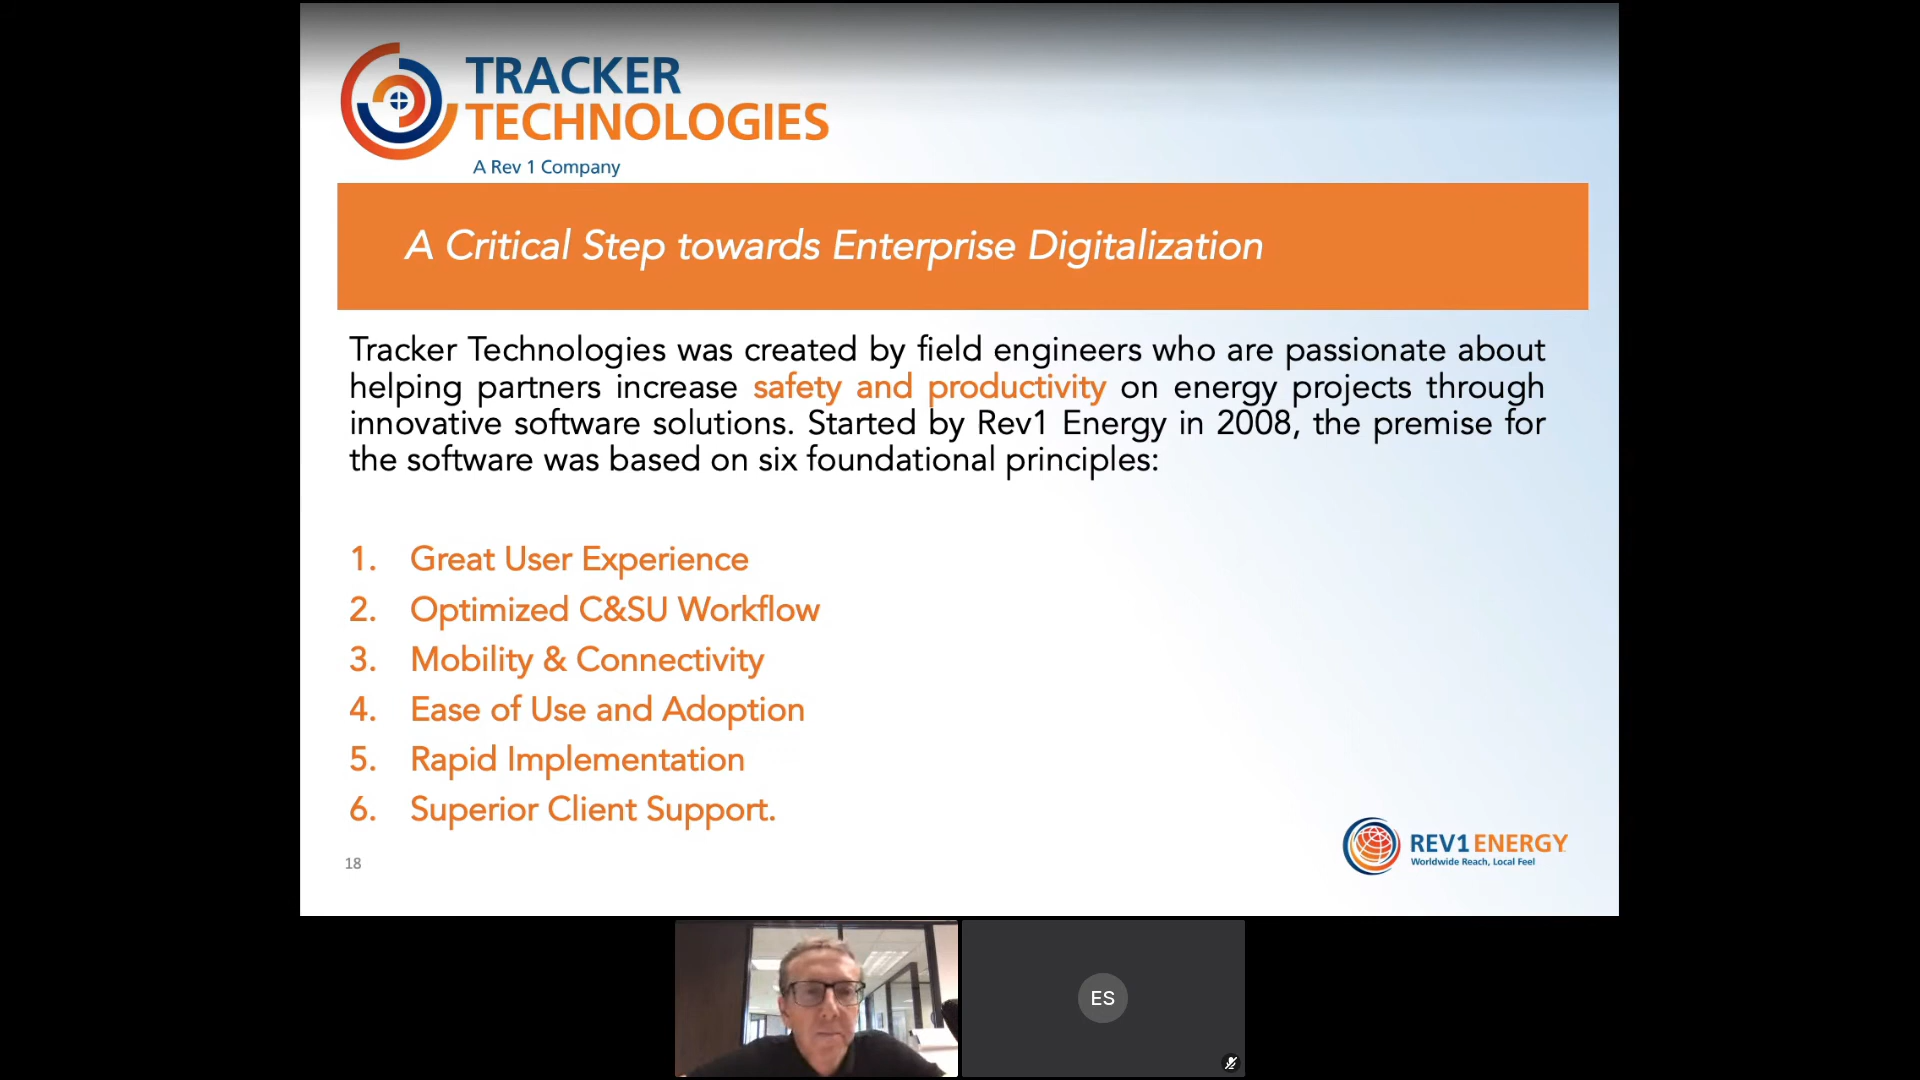 TRACKER
TECHNOLOGIES
A Rev 1 Company
A Critical Step towards Enterprise Digitalization
Tracker Technologies was created by field engineers who are passionate about
helping partners increase safety and productivity on energy projects through
innovative software solutions. Started by Rev1 Energy in 2008, the premise for
the software was based on six foundational principles:
1. Great User Experience
2. Optimized C&SU Workflow
3. Mobility & Connectivity
4. Ease of Use and Adoption
5. Rapid Implementation
6. Superior Client Support.
18
REV1 ENERGY
Worldwide Reach, Local Feel
ES